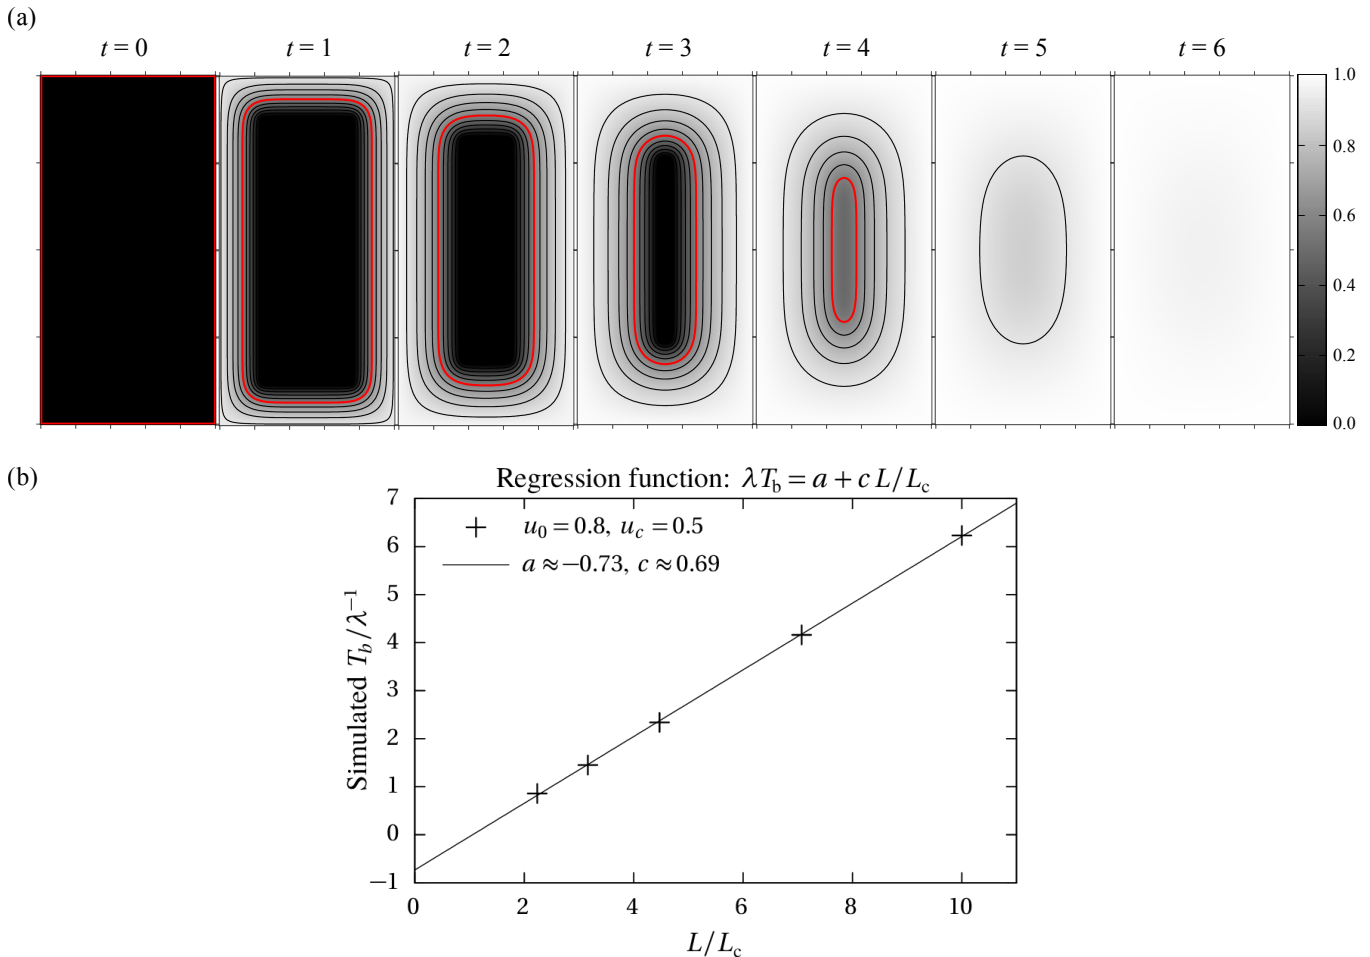 (a)
t = 0 t = 1 t = 2 t = 3 t = 4 t = 5 t = 6
1.0
0.8
0.6
0.4
0.2
0.0
(b)
Regression function: λT_b = a + c L/L_c
u_0 = 0.8, u_c = 0.5
a ≈ −0.73, c ≈ 0.69
Simulated T_b/λ^−1
7
6
5
4
3
2
1
0
−1
0 2 4 6 8 10
L/L_c